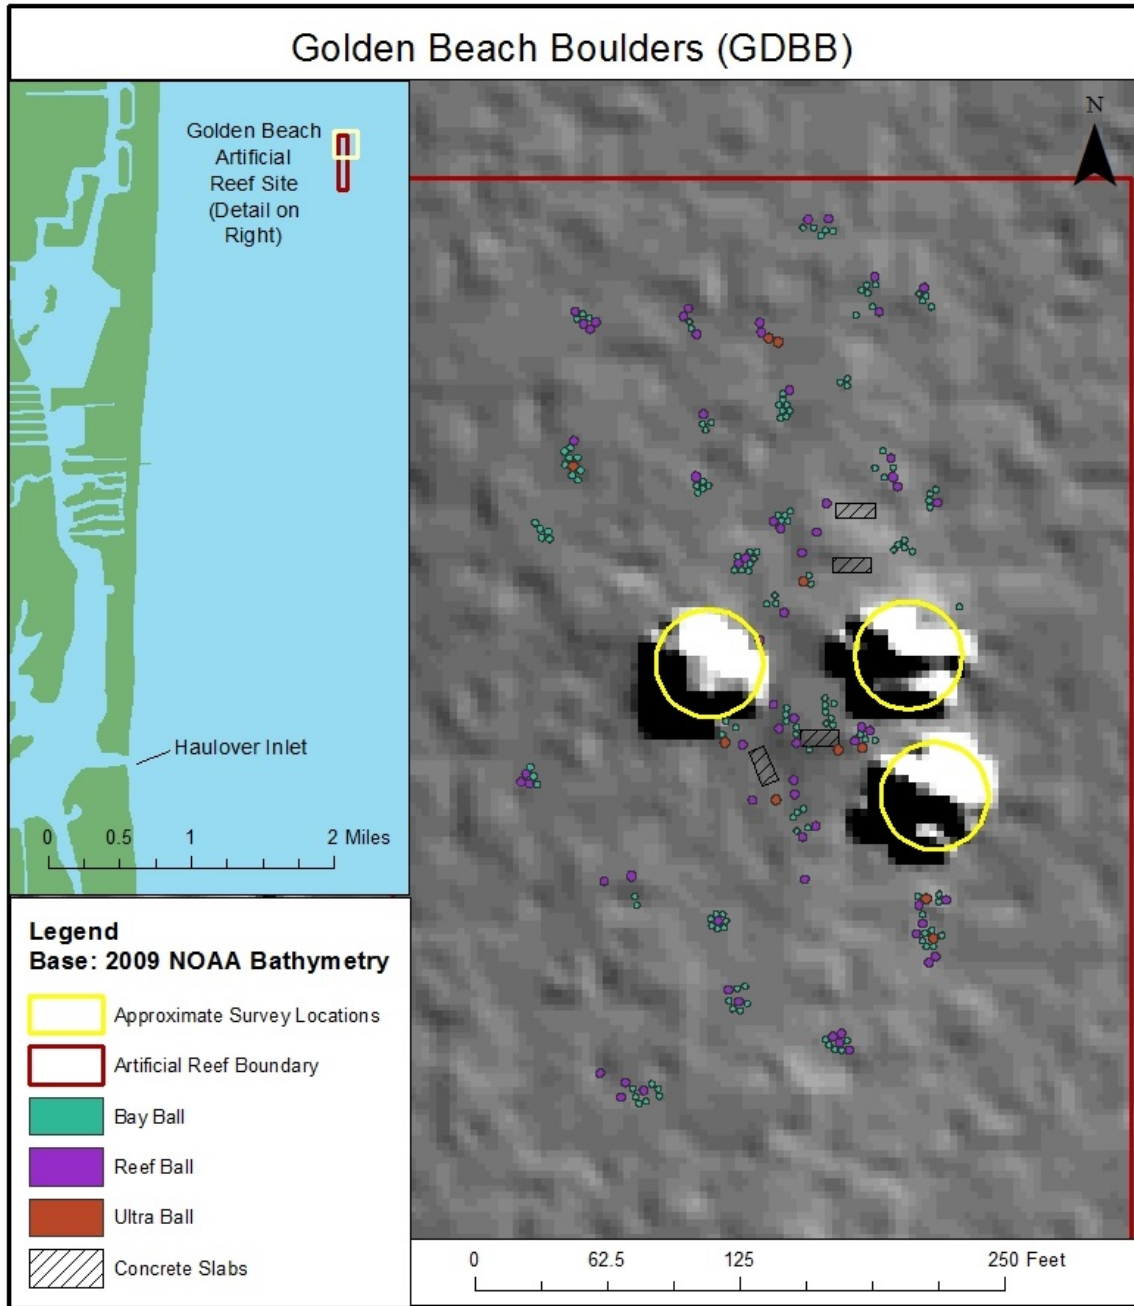 Golden Beach Boulders (GDBB)
N
Golden Beach
Artificial
Reef Site
(Detail on
Right)
Haulover Inlet
0 0.5 1 2 Miles
Legend
Base: 2009 NOAA Bathymetry
Approximate Survey Locations
Artificial Reef Boundary
Bay Ball
Reef Ball
Ultra Ball
Concrete Slabs
0 62.5 125 250 Feet